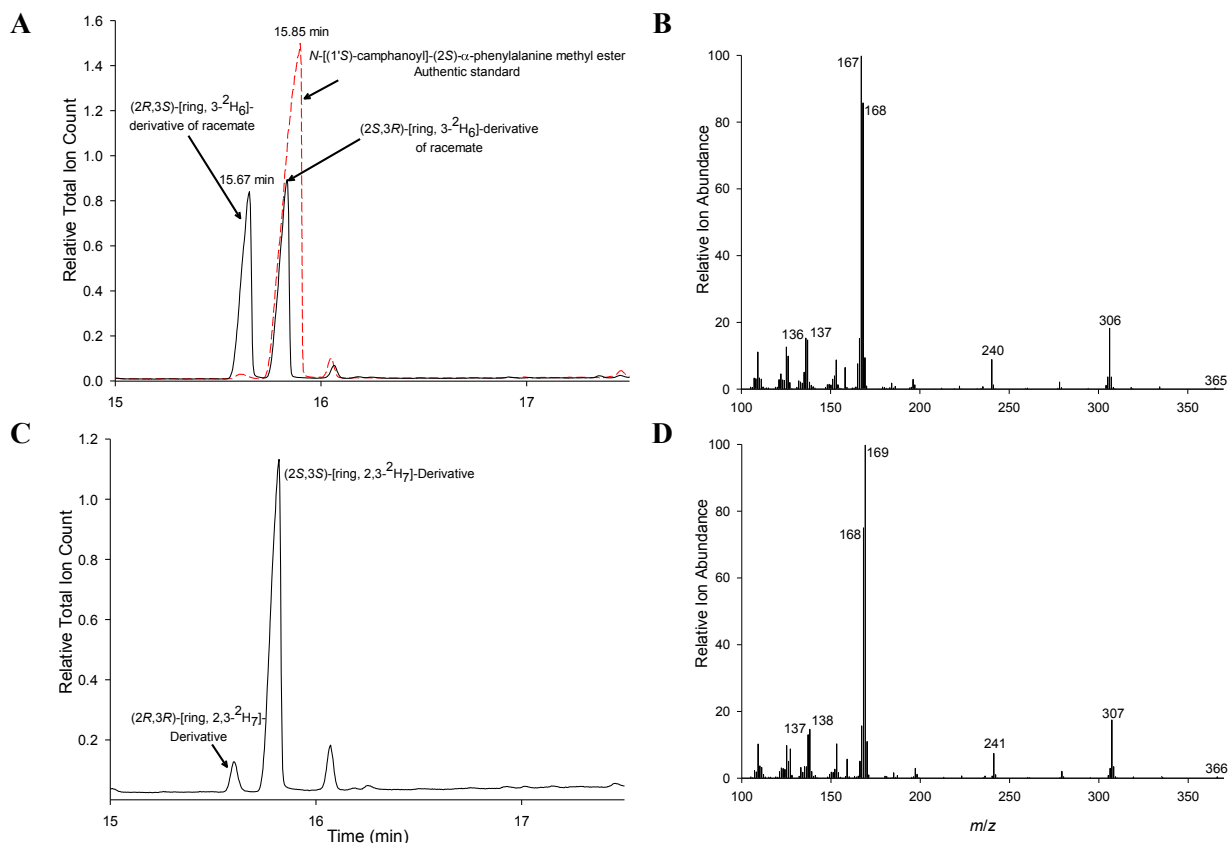 A
Relative Total Ion Count
1.6
1.4
1.2
1.0
0.8
0.6
0.4
0.2
0.0
15.85 min
N-[(1'S)-camphanoyl]-(2S)-α-phenylalanine methyl ester
Authentic standard
(2R,3S)-[ring, 3-²H₆]-
derivative of racemate
(2S,3R)-[ring, 3-²H₆]-derivative
of racemate
15.67 min
15
16
17
B
Relative Ion Abundance
100
80
60
40
20
0
167
168
136
137
240
306
365
100
150
200
250
300
350
C
Relative Total Ion Count
1.2
1.0
0.8
0.6
0.4
0.2
(2S,3S)-[ring, 2,3-²H₇]-Derivative
(2R,3R)-[ring, 2,3-²H₇]-
Derivative
15
16
17
Time (min)
D
Relative Ion Abundance
100
80
60
40
20
0
169
168
137
138
241
307
366
100
150
200
250
300
350
m/z